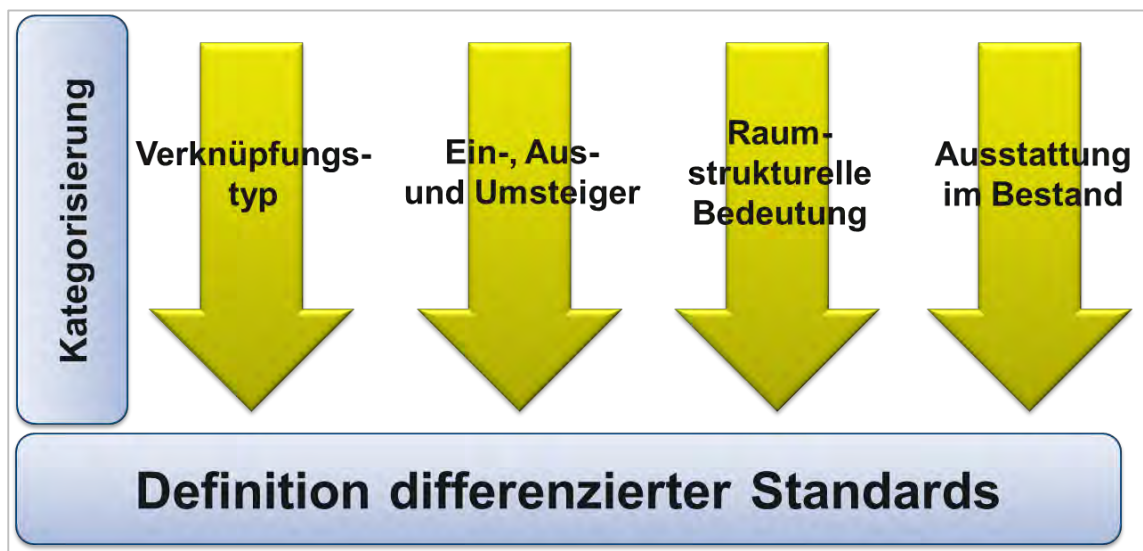 Kategorisierung
Verknüpfungs-
typ
Ein-, Aus-
und Umsteiger
Raum-
strukturelle
Bedeutung
Ausstattung
im Bestand
Definition differenzierter Standards